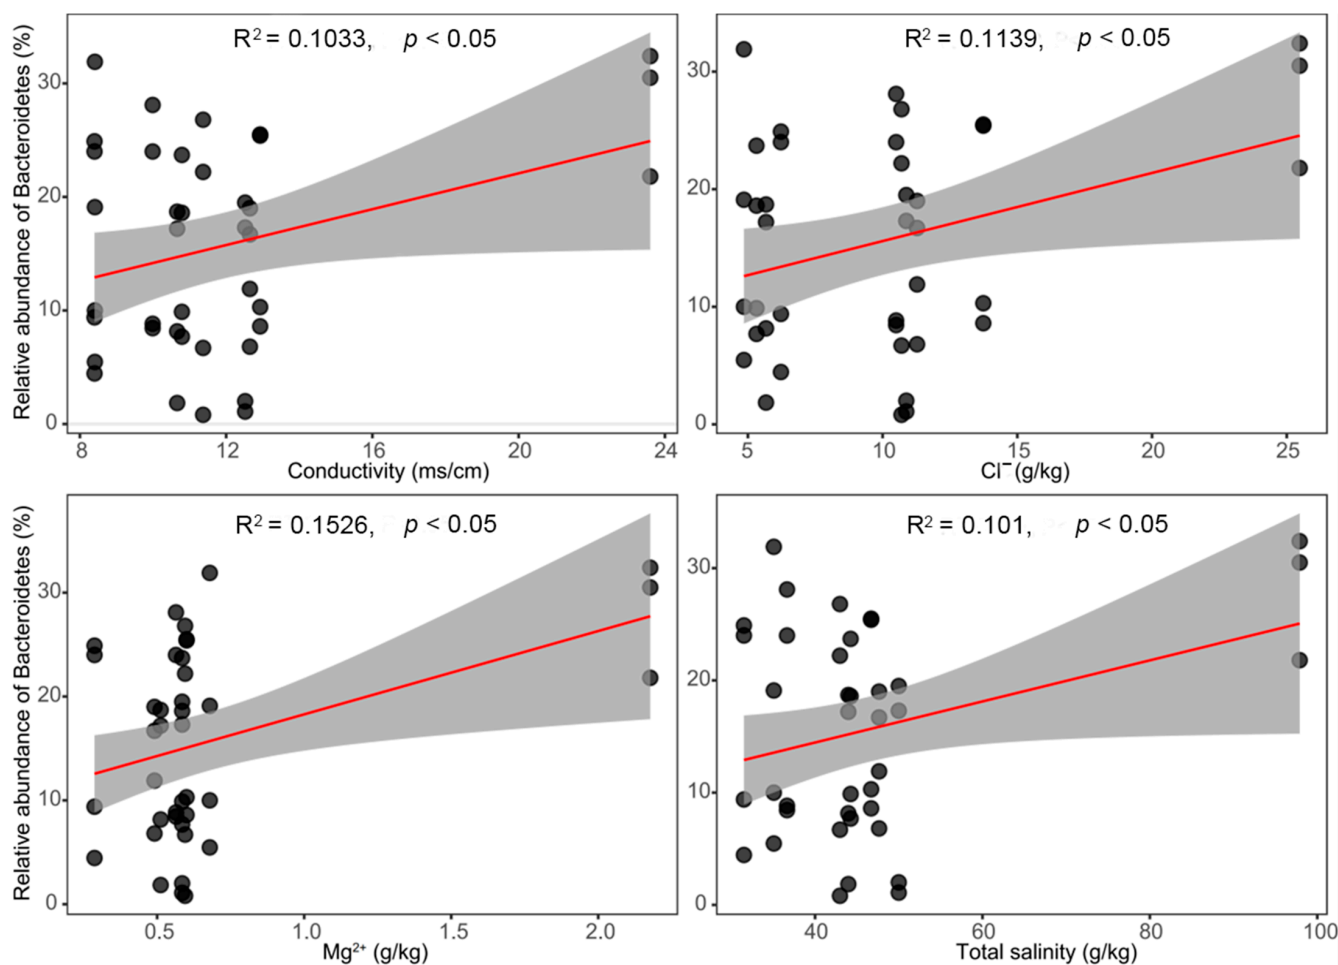 R² = 0.1033, p < 0.05
R² = 0.1139, p < 0.05
Relative abundance of Bacteroidetes (%)
30
20
10
0
30
20
10
0
8 12 16 20 24
5 10 15 20 25
Conductivity (ms/cm)
Cl⁻ (g/kg)
R² = 0.1526, p < 0.05
R² = 0.101, p < 0.05
Relative abundance of Bacteroidetes (%)
30
20
10
0
30
20
10
0
0.5 1.0 1.5 2.0
40 60 80 100
Mg²⁺ (g/kg)
Total salinity (g/kg)